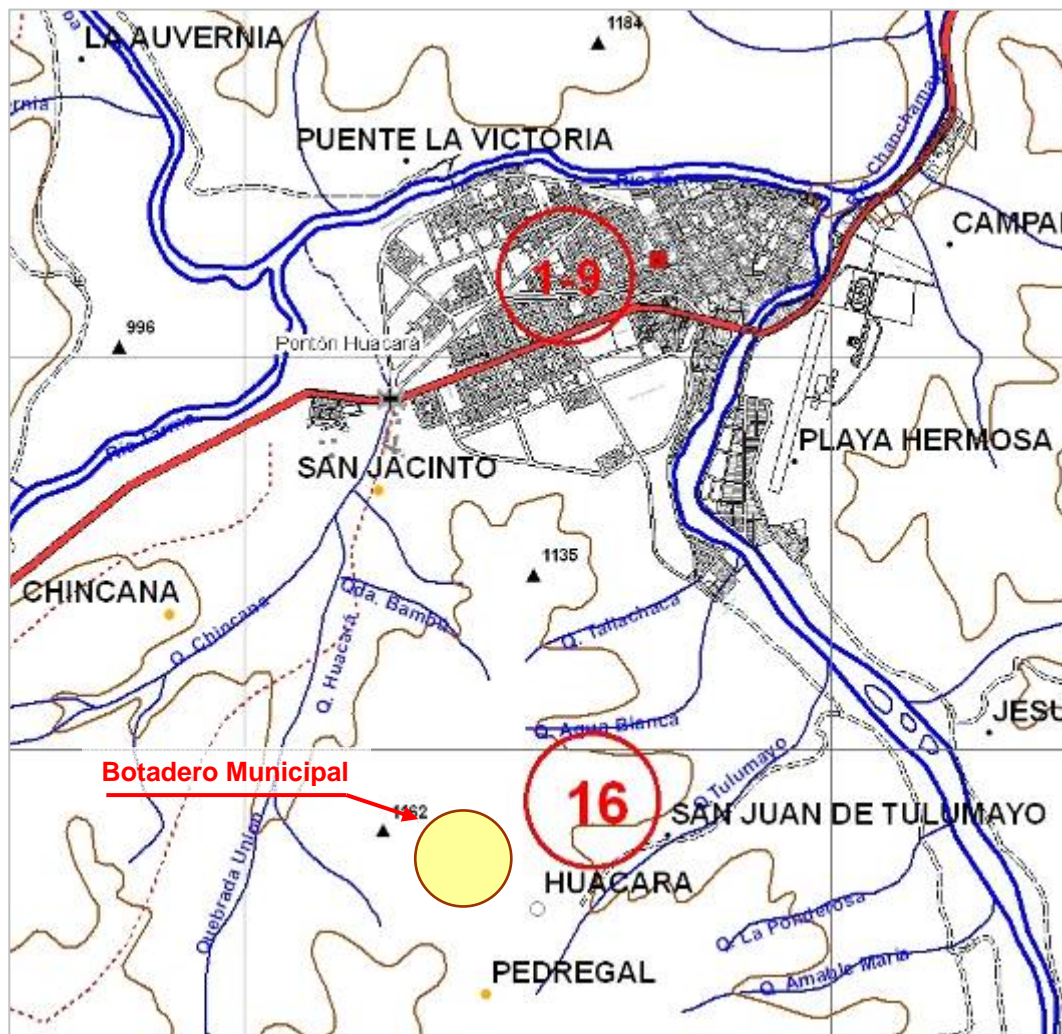 LA AUVERNIA
1184
PUENTE LA VICTORIA
Chanchamayo
CAMPA
1-9
996
Pontón Huacará
PLAYA HERMOSA
SAN JACINTO
1135
CHINCANA
Qda. Bambú
Q. Tallachaca
Q. Chincana
Q. Huacará
JESU
Q. Agua Blanca
Botadero Municipal
16
Q. Tulumayo
SAN JUAN DE TULUMAYO
Quebrada Unión
HUACARA
Q. La Ponderosa
PEDREGAL
Q. Amable María